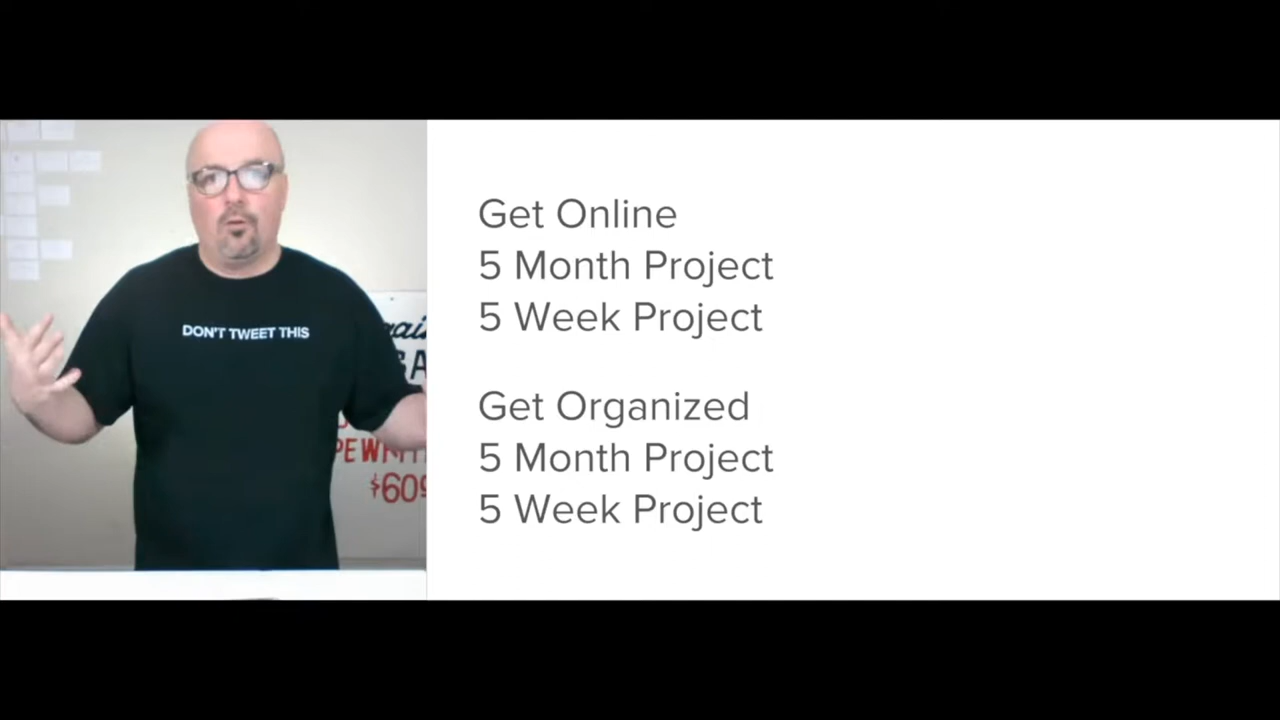 DON'T TWEET THIS
$60
Get Online
5 Month Project
5 Week Project
Get Organized
5 Month Project
5 Week Project